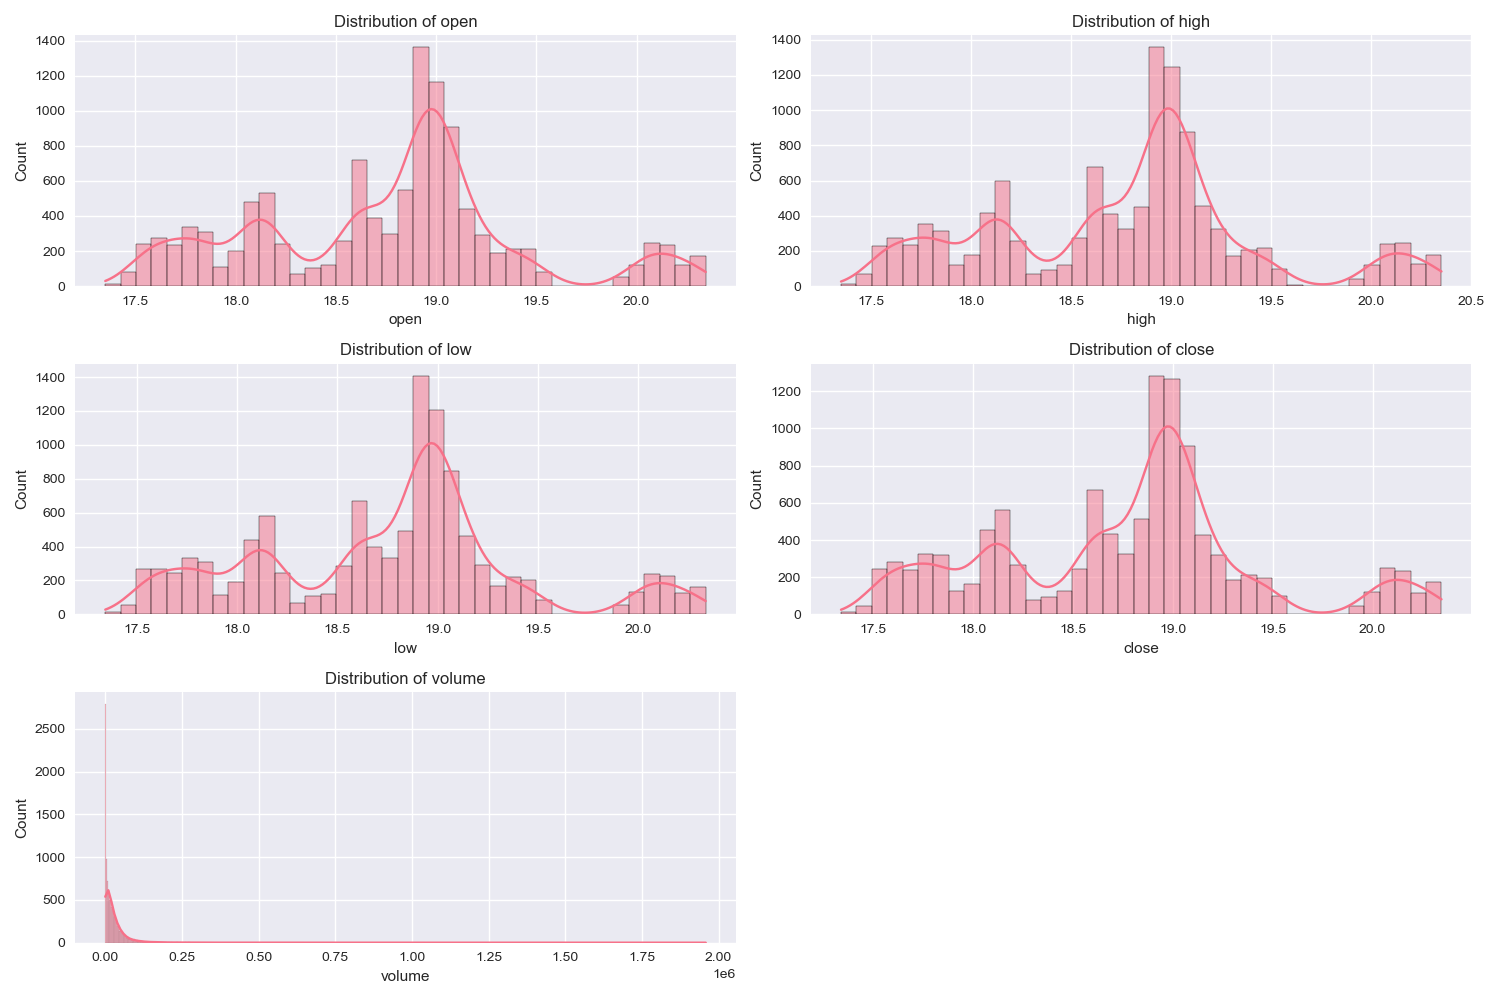 Distribution of open
1400
1200
1000
800
600
400
200
0
Count
17.5 18.0 18.5 19.0 19.5 20.0
open
Distribution of high
1400
1200
1000
800
600
400
200
0
Count
17.5 18.0 18.5 19.0 19.5 20.0 20.5
high
Distribution of low
1400
1200
1000
800
600
400
200
0
Count
17.5 18.0 18.5 19.0 19.5 20.0
low
Distribution of close
1200
1000
800
600
400
200
0
Count
17.5 18.0 18.5 19.0 19.5 20.0
close
Distribution of volume
2500
2000
1500
1000
500
0
Count
0.00 0.25 0.50 0.75 1.00 1.25 1.50 1.75 2.00
1e6
volume